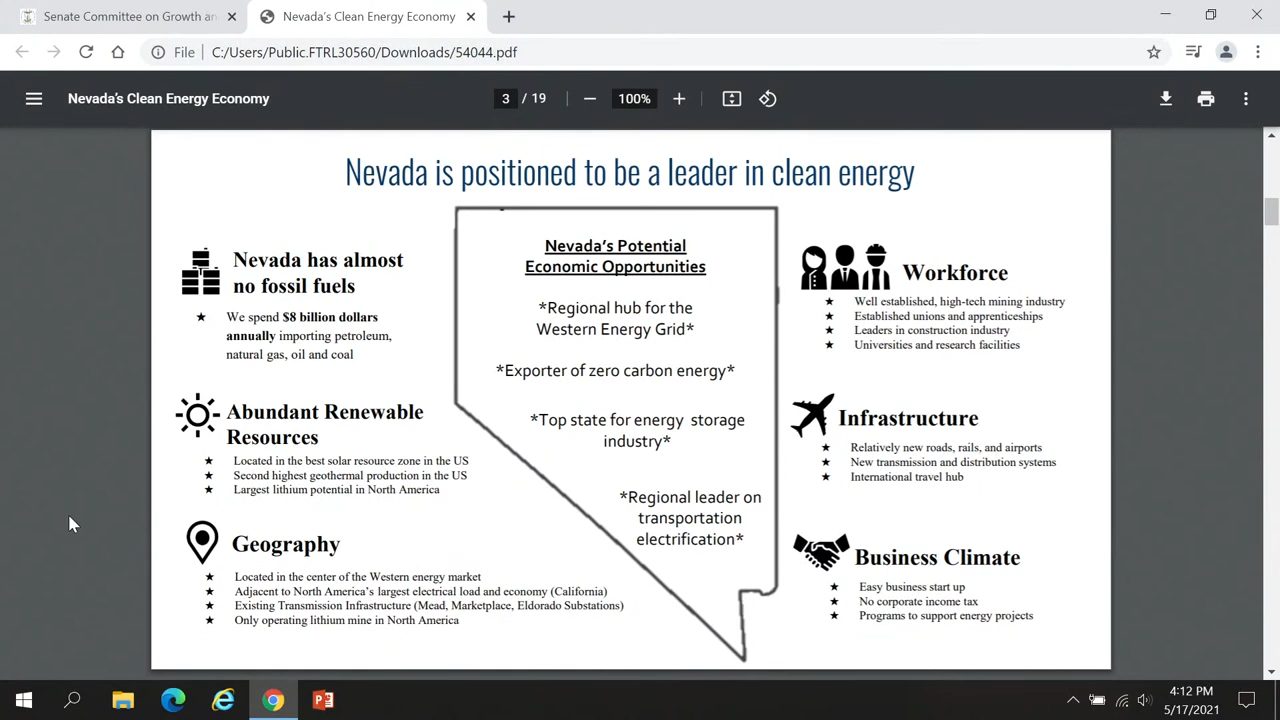 Senate Committee on Growth an
Nevada's Clean Energy Economy
File
C:/Users/Public.FTRL30560/Downloads/54044.pdf
Nevada's Clean Energy Economy
3 / 19
100%
Nevada is positioned to be a leader in clean energy
Nevada has almost
no fossil fuels
★ We spend $8 billion dollars
annually importing petroleum,
natural gas, oil and coal
Abundant Renewable
Resources
★ Located in the best solar resource zone in the US
★ Second highest geothermal production in the US
★ Largest lithium potential in North America
Geography
★ Located in the center of the Western energy market
★ Adjacent to North America's largest electrical load and economy (California)
★ Existing Transmission Infrastructure (Mead, Marketplace, Eldorado Substations)
★ Only operating lithium mine in North America
Nevada's Potential
Economic Opportunities
*Regional hub for the
Western Energy Grid*
*Exporter of zero carbon energy*
*Top state for energy storage
industry*
*Regional leader on
transportation
electrification*
Workforce
★ Well established, high-tech mining industry
★ Established unions and apprenticeships
★ Leaders in construction industry
★ Universities and research facilities
Infrastructure
★ Relatively new roads, rails, and airports
★ New transmission and distribution systems
★ International travel hub
Business Climate
★ Easy business start up
★ No corporate income tax
★ Programs to support energy projects
4:12 PM
5/17/2021